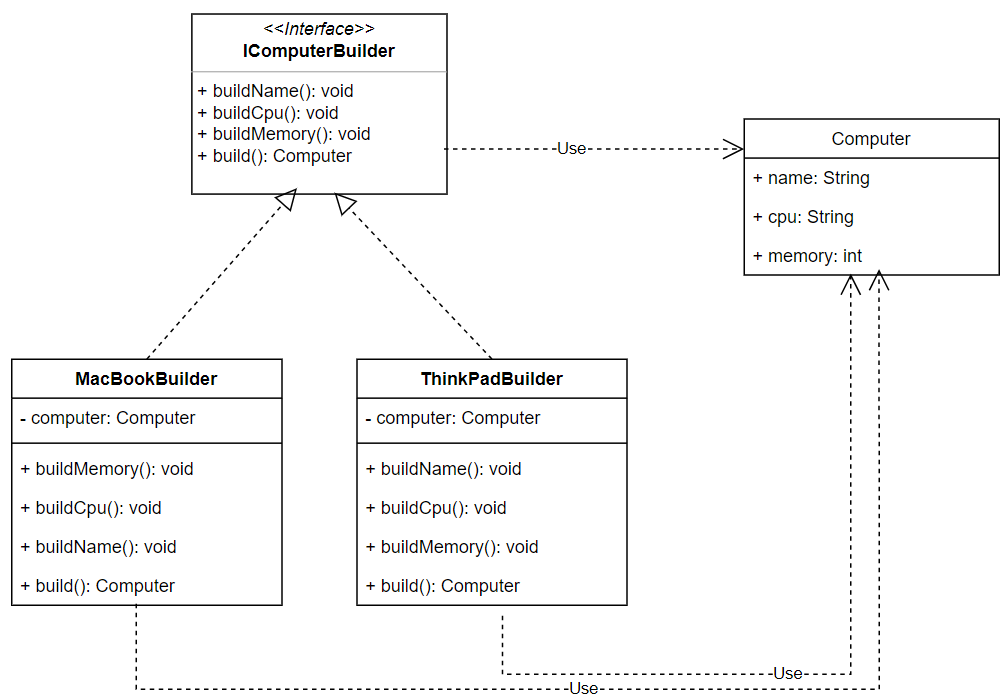 <<Interface>>
IComputerBuilder
+ buildName(): void
+ buildCpu(): void
+ buildMemory(): void
+ build(): Computer
Use
Computer
+ name: String
+ cpu: String
+ memory: int
MacBookBuilder
- computer: Computer
+ buildMemory(): void
+ buildCpu(): void
+ buildName(): void
+ build(): Computer
ThinkPadBuilder
- computer: Computer
+ buildName(): void
+ buildCpu(): void
+ buildMemory(): void
+ build(): Computer
Use
Use